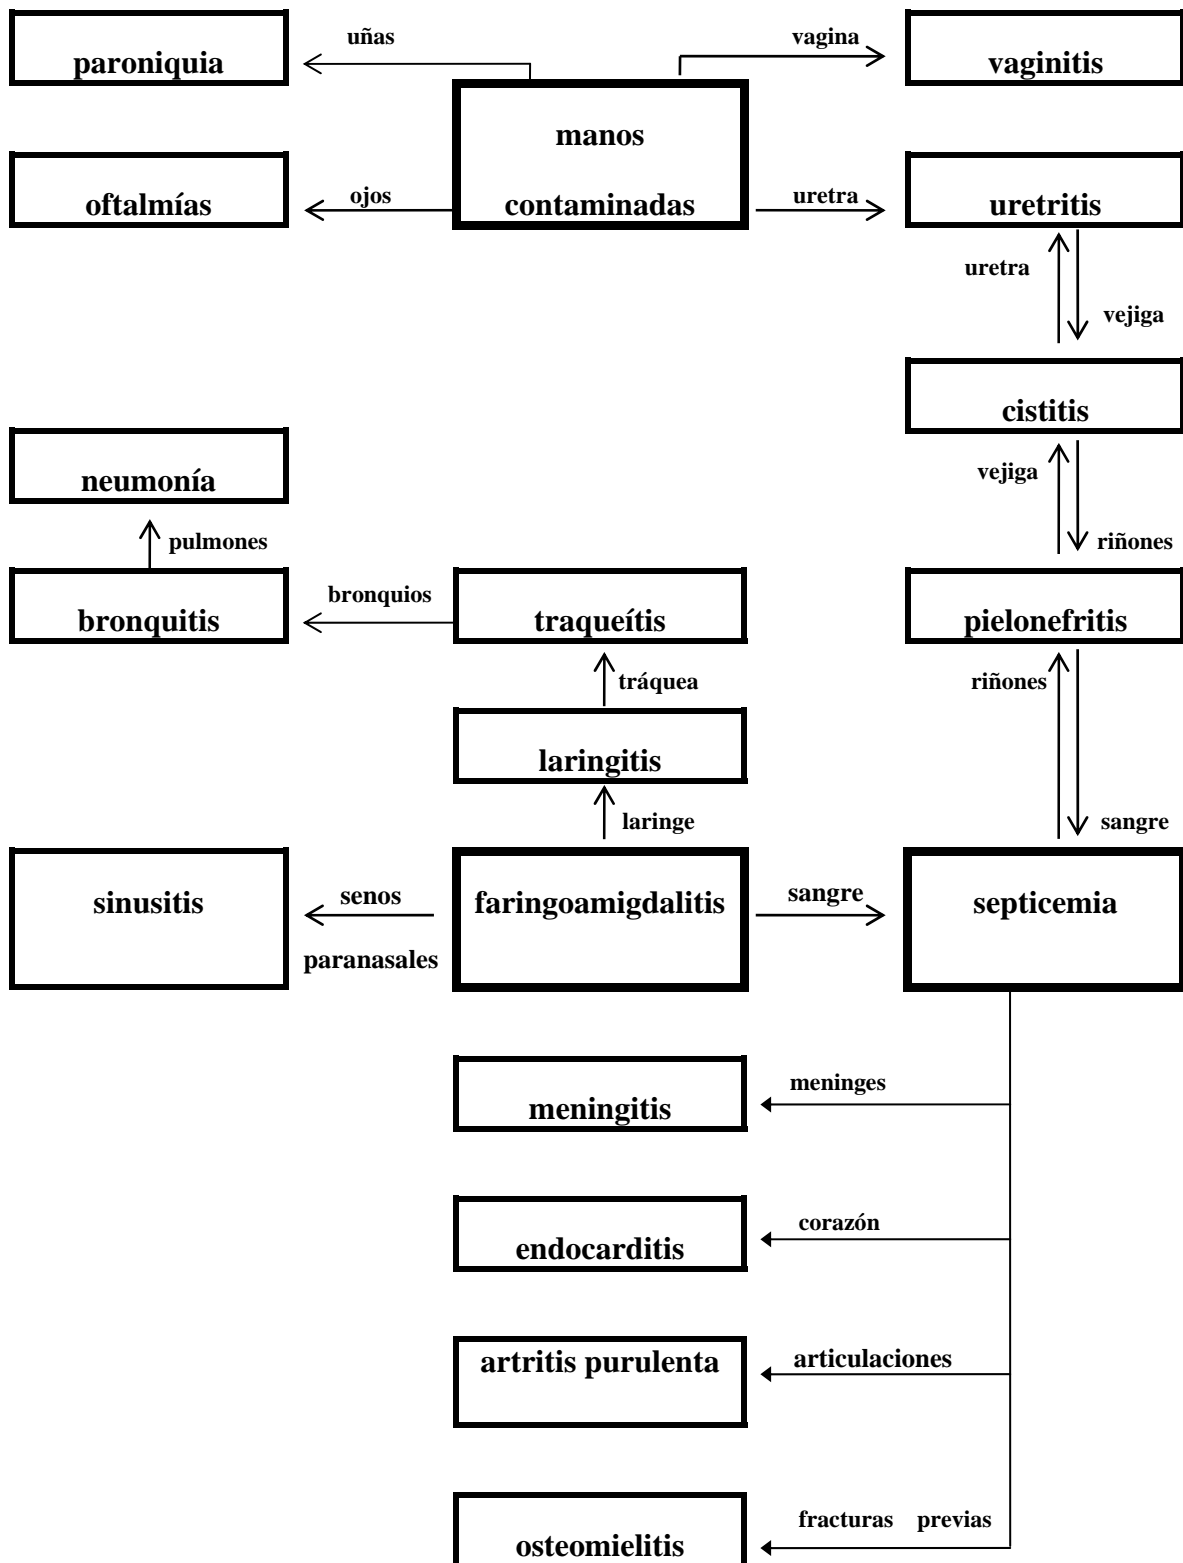 uñas
vagina
paroniquia
vaginitis
manos
contaminadas
oftalmías
ojos
uretra
uretritis
uretra
vejiga
cistitis
neumonía
vejiga
pulmones
riñones
bronquitis
bronquios
traqueítis
pielonefritis
tráquea
riñones
laringitis
laringe
sangre
sinusitis
senos
paranasales
faringoamigdalitis
sangre
septicemia
meningitis
meninges
endocarditis
corazón
artritis purulenta
articulaciones
osteomielitis
fracturas previas